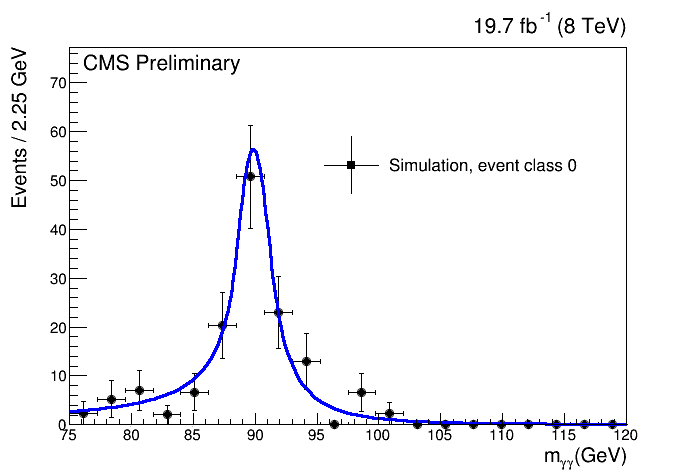 19.7 fb⁻¹ (8 TeV)
CMS Preliminary
Events / 2.25 GeV
70
60
50
40
30
20
10
0
Simulation, event class 0
75 80 85 90 95 100 105 110 115 120
mγγ(GeV)